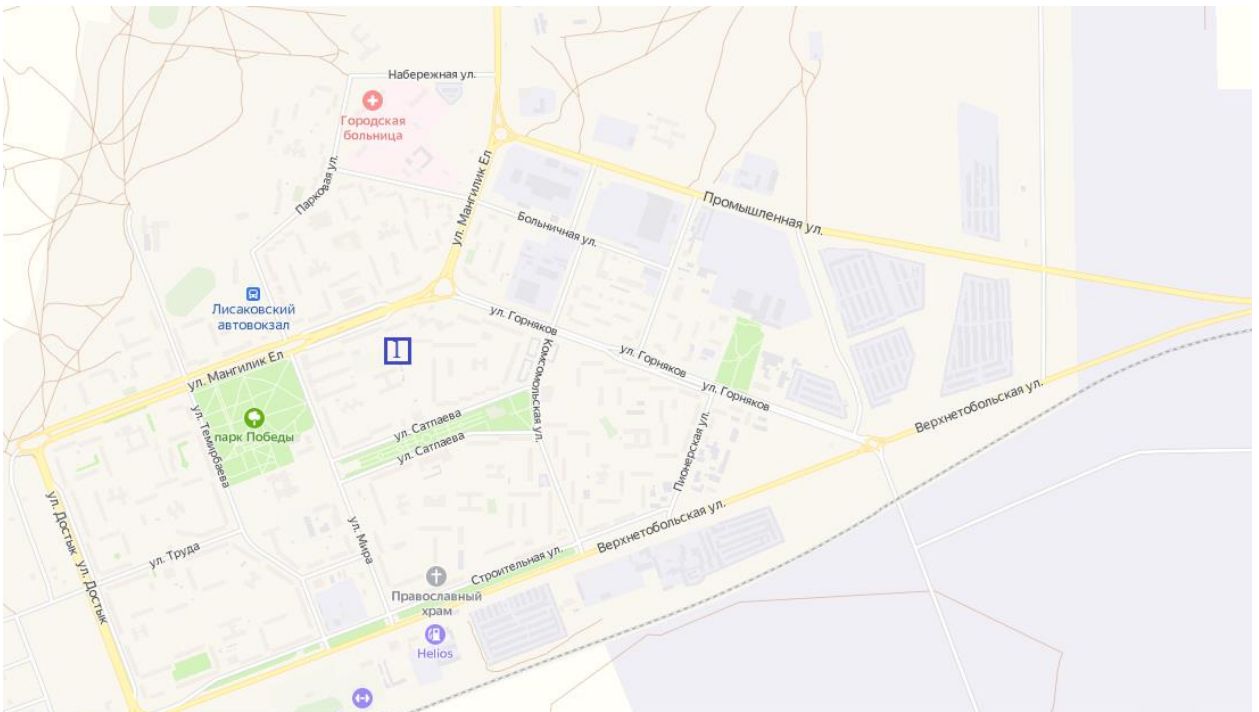 Набережная ул.
Городская
больница
Парковая ул.
ул. Мангилик Ел
Промышленная ул.
Больничная ул.
Лисаковский
автовокзал
ул. Горняков
1
Комсомольская ул.
ул. Горняков
ул. Мангилик Ел
ул. Горняков
Верхнетобольская ул.
ул. Темирбаева
парк Победы
ул. Сатпаева
ул. Сатпаева
Пионерская ул.
ул. Достык
ул. Мира
Верхнетобольская ул.
ул. Труда
Строительная ул.
ул. Достык
Православный
храм
Helios